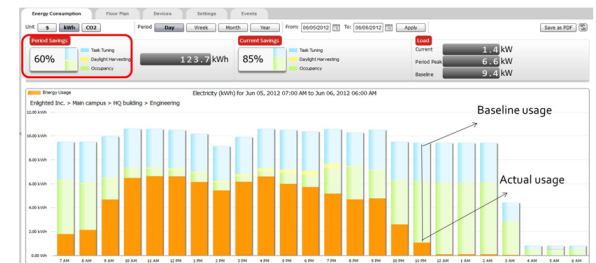 Energy Consumption Floor Plan Devices Settings Events
Unit $ kWh CO2 Period Day Week Month Year From: 06/05/2012 To: 06/06/2012 Apply Save as PDF
Period Savings
60%
Task Tuning
Daylight Harvesting
Occupancy
123.7 kWh
Current Savings
85%
Task Tuning
Daylight Harvesting
Occupancy
Load
Current 1.4 kW
Period Peak 6.6 kW
Baseline 9.4 kW
Energy Usage
Electricity (kWh) for Jun 05, 2012 07:00 AM to Jun 06, 2012 06:00 AM
Enlighted Inc. > Main campus > HQ building > Engineering
12.00 kWh
Baseline usage
10.00 kWh
8.00 kWh
6.00 kWh
Actual usage
4.00 kWh
2.00 kWh
0.00 kWh
7 AM 8 AM 9 AM 10 AM 11 AM 12 PM 1 PM 2 PM 3 PM 4 PM 5 PM 6 PM 7 PM 8 PM 9 PM 10 PM 11 PM 12 AM 1 AM 2 AM 3 AM 4 AM 5 AM 6 AM